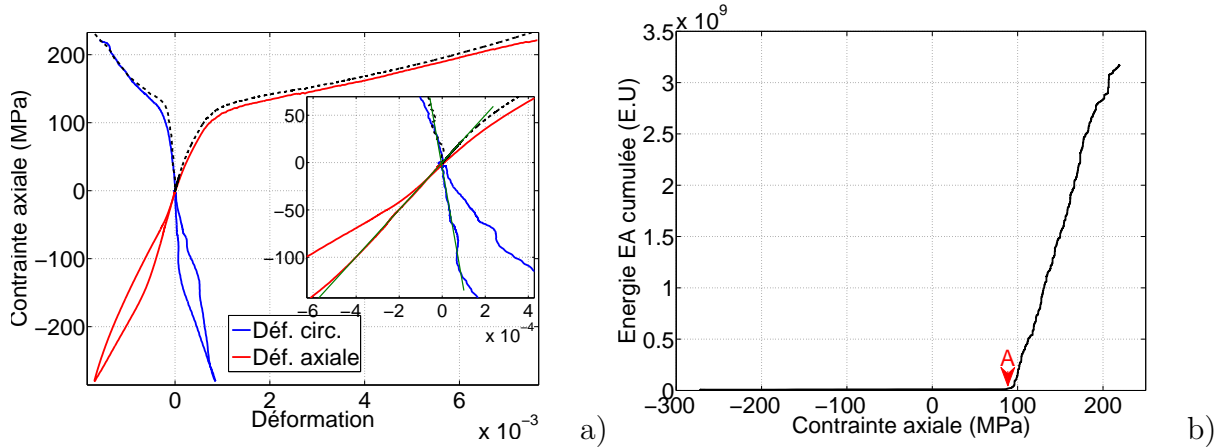 Contrainte axiale (MPa)
200
100
0
−100
−200
0
2
4
6
x 10⁻³
Déformation
Déf. circ.
Déf. axiale
50
0
−50
−100
−6
−4
−2
0
2
4
x 10⁻⁴
a)
x 10⁹
Energie EA cumulée (E.U)
3.5
3
2.5
2
1.5
1
0.5
0
−300
−200
−100
0
100
200
A
Contrainte axiale (MPa)
b)